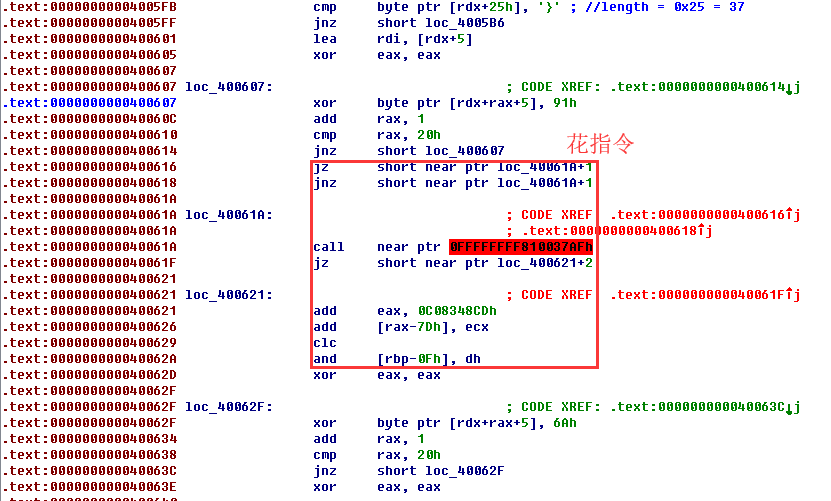 .text:00000000004005FB cmp byte ptr [rdx+25h], '}' ; //length = 0x25 = 37
.text:00000000004005FF jnz short loc_4005B6
.text:0000000000400601 lea rdi, [rdx+5]
.text:0000000000400605 xor eax, eax
.text:0000000000400607
.text:0000000000400607 loc_400607: ; CODE XREF: .text:0000000000400614↓j
.text:0000000000400607 xor byte ptr [rdx+rax+5], 91h
.text:000000000040060C add rax, 1
.text:0000000000400610 cmp rax, 20h
.text:0000000000400614 jnz short loc_400607
花指令
.text:0000000000400616 jz short near ptr loc_40061A+1
.text:0000000000400618 jnz short near ptr loc_40061A+1
.text:000000000040061A
.text:000000000040061A loc_40061A: ; CODE XREF .text:0000000000400616↑j
.text:000000000040061A ; .text:0000000000400618↑j
.text:000000000040061A call near ptr 0FFFFFFFF810037AFh
.text:000000000040061F jz short near ptr loc_400621+2
.text:0000000000400621
.text:0000000000400621 loc_400621: ; CODE XREF .text:000000000040061F↑j
.text:0000000000400621 add eax, 0C08348CDh
.text:0000000000400626 add [rax-7Dh], ecx
.text:0000000000400629 clc
.text:000000000040062A and [rbp-0Fh], dh
.text:000000000040062D xor eax, eax
.text:000000000040062F
.text:000000000040062F loc_40062F: ; CODE XREF: .text:000000000040063C↓j
.text:000000000040062F xor byte ptr [rdx+rax+5], 6Ah
.text:0000000000400634 add rax, 1
.text:0000000000400638 cmp rax, 20h
.text:000000000040063C jnz short loc_40062F
.text:000000000040063E xor eax, eax